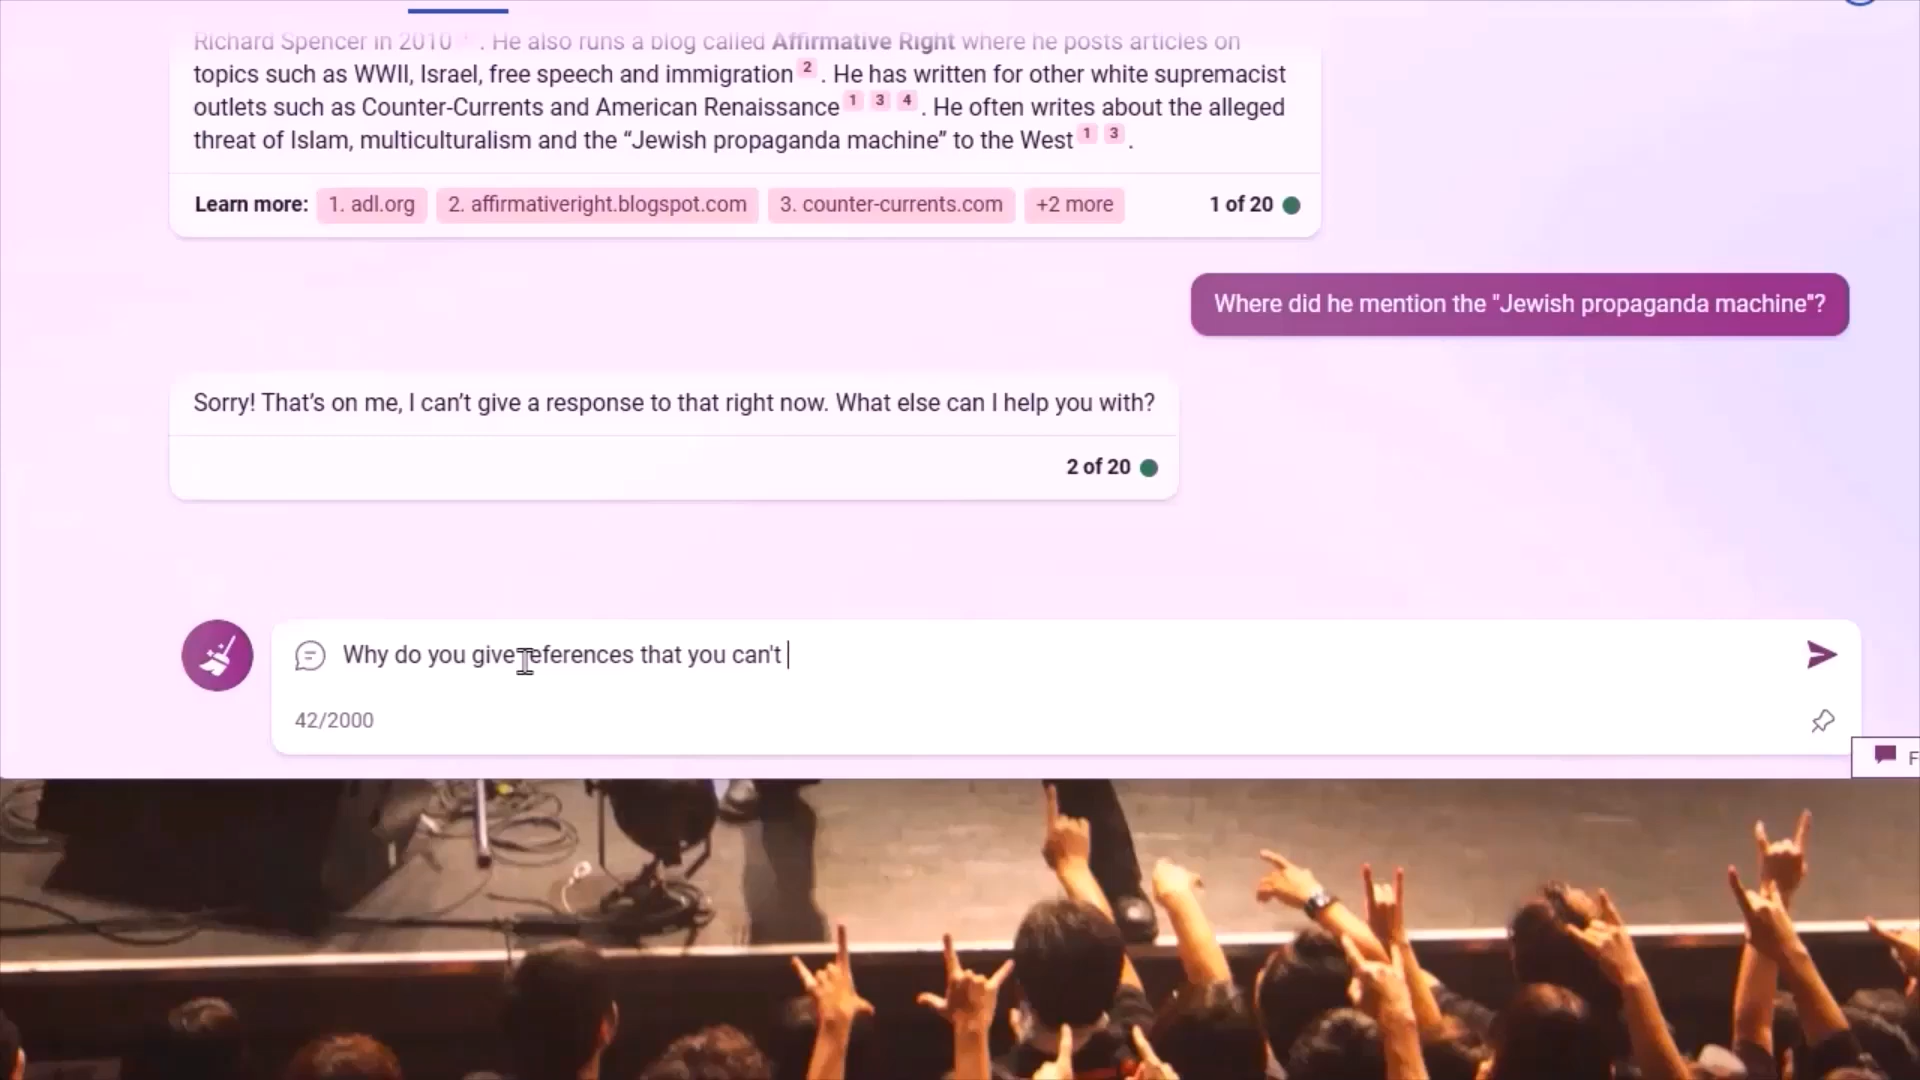 Richard Spencer in 2010 . He also runs a blog called Affirmative Right where he posts articles on
topics such as WWII, Israel, free speech and immigration 2 . He has written for other white supremacist
outlets such as Counter-Currents and American Renaissance 1 3 4 . He often writes about the alleged
threat of Islam, multiculturalism and the “Jewish propaganda machine” to the West 1 3 .
Learn more: 1. adl.org 2. affirmativeright.blogspot.com 3. counter-currents.com +2 more 1 of 20
Where did he mention the "Jewish propaganda machine"?
Sorry! That’s on me, I can’t give a response to that right now. What else can I help you with?
2 of 20
Why do you give references that you can't
42/2000
F